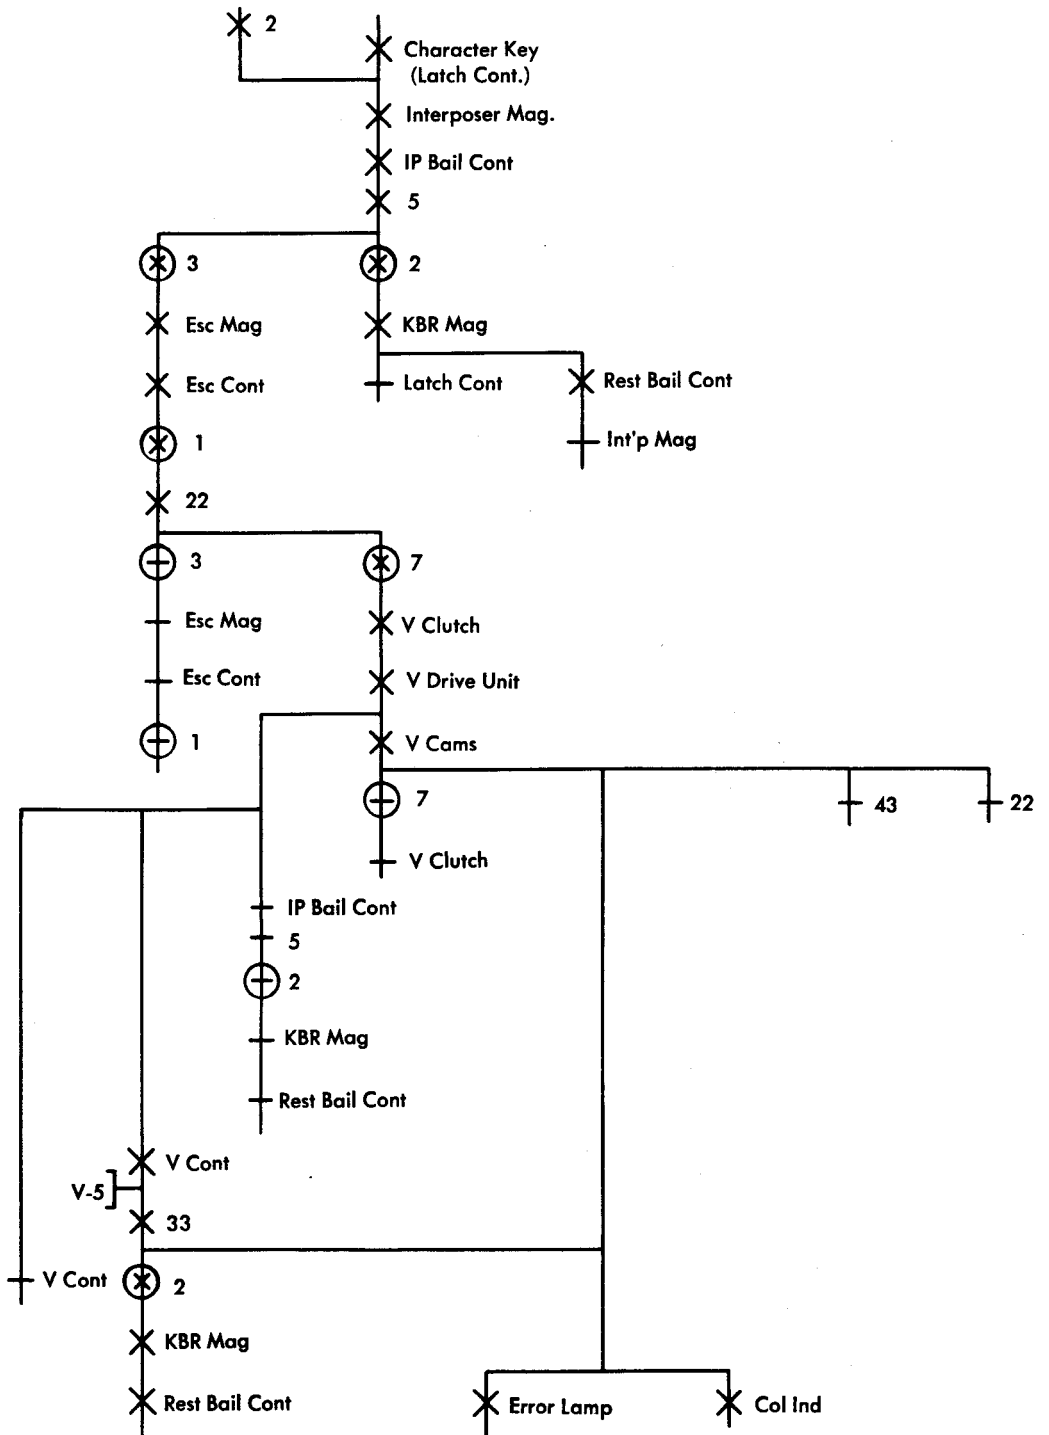 2
Character Key
(Latch Cont.)
Interposer Mag.
IP Bail Cont
5
3
2
Esc Mag
KBR Mag
Esc Cont
Latch Cont
Rest Bail Cont
1
Int'p Mag
22
3
7
Esc Mag
V Clutch
Esc Cont
V Drive Unit
1
V Cams
7
43
22
V Clutch
IP Bail Cont
5
2
KBR Mag
Rest Bail Cont
V Cont
V-5
33
V Cont
2
KBR Mag
Rest Bail Cont
Error Lamp
Col Ind